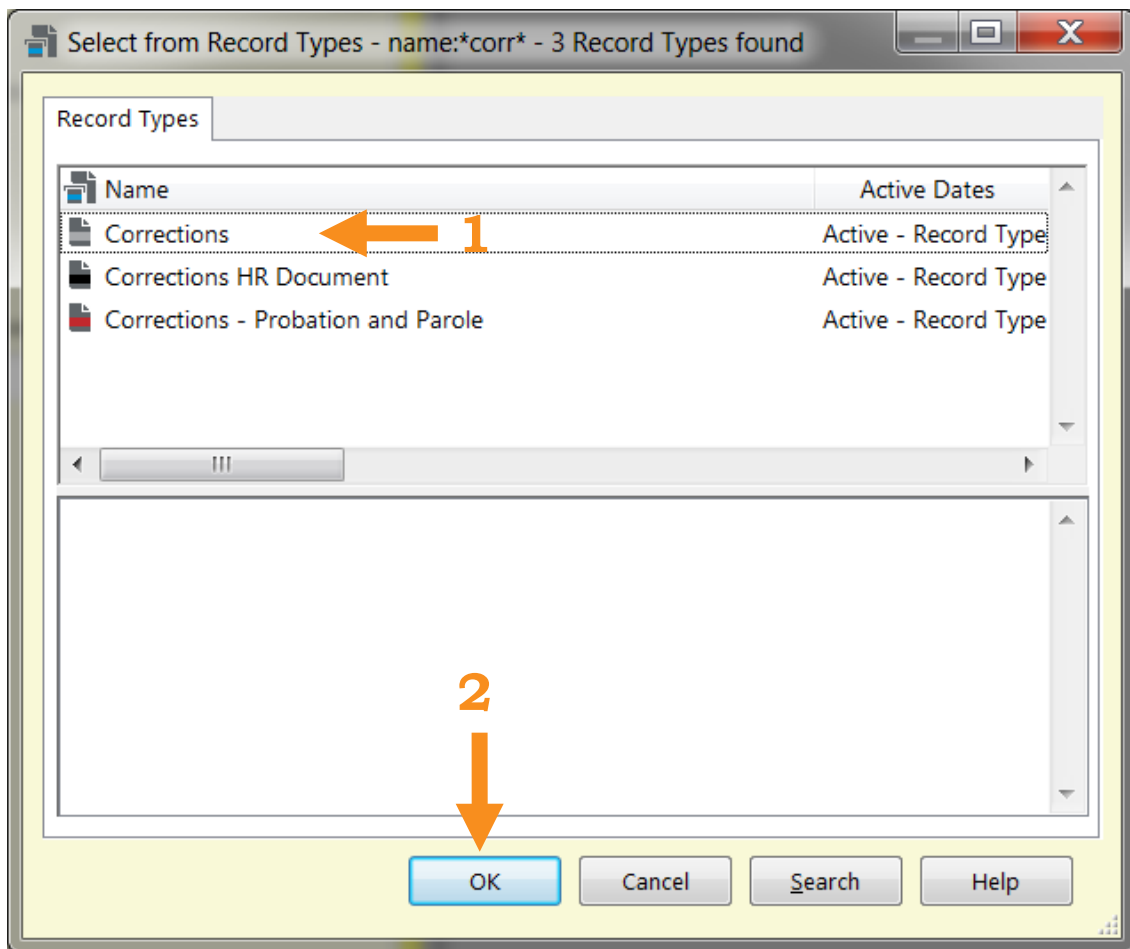 Select from Record Types - name:*corr* - 3 Record Types found
X
Record Types
Name Active Dates
Corrections 1 Active - Record Type
Corrections HR Document Active - Record Type
Corrections - Probation and Parole Active - Record Type
2
OK Cancel Search Help